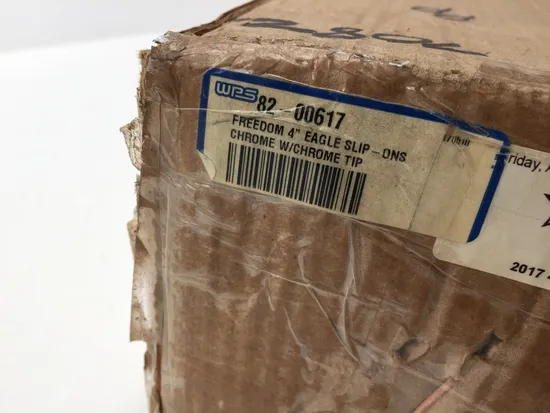 WPS
82-00617
FREEDOM 4" EAGLE SLIP-ONS
CHROME W/CHROME TIP
riday,
2017